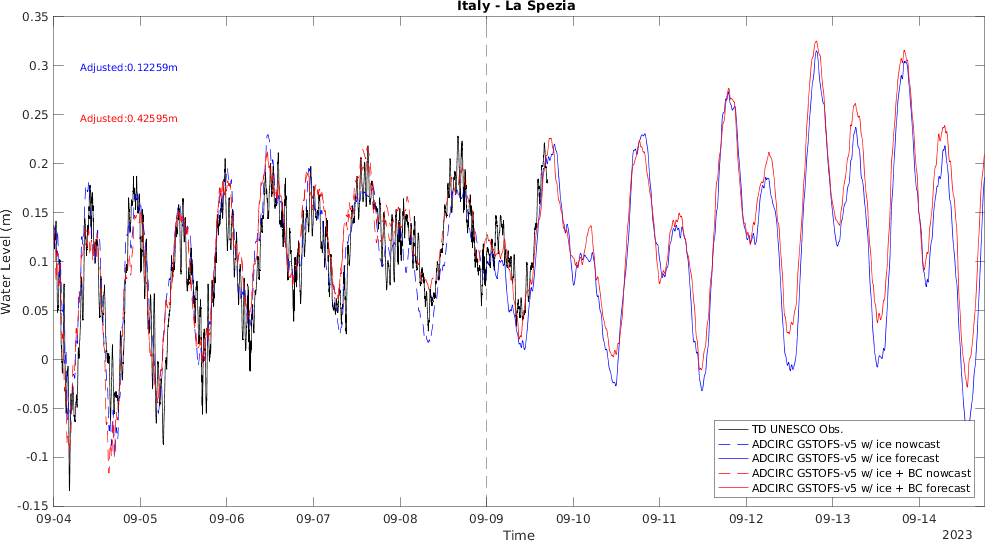 Italy - La Spezia
0.35
0.3
0.25
0.2
0.15
0.1
0.05
0
-0.05
-0.1
-0.15
Water Level (m)
Adjusted:0.12259m
Adjusted:0.42595m
TD UNESCO Obs.
ADCIRC GSTOFS-v5 w/ ice nowcast
ADCIRC GSTOFS-v5 w/ ice forecast
ADCIRC GSTOFS-v5 w/ ice + BC nowcast
ADCIRC GSTOFS-v5 w/ ice + BC forecast
09-04 09-05 09-06 09-07 09-08 09-09 09-10 09-11 09-12 09-13 09-14
Time
2023